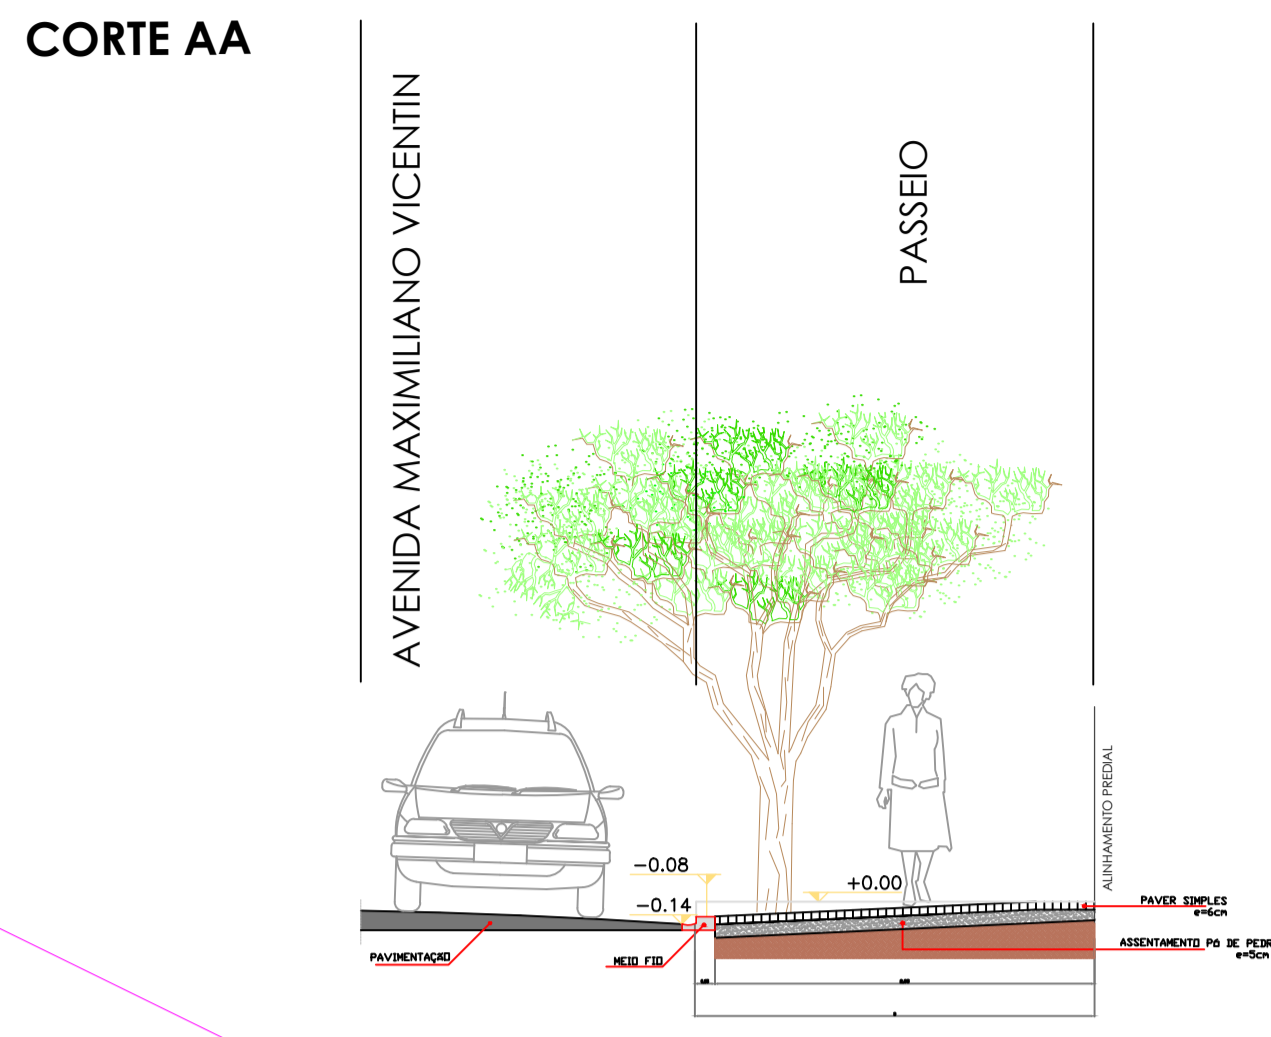 CORTE AA
AVENIDA MAXIMILIANO VICENTIN
PASSEIO
ALINHAMENTO PREDIAL
-0.08
+0.00
-0.14
PAVER SIMPLES
e=6cm
PAVIMENTAÇÃO
MEIO FIO
ASSENTAMENTO PÓ DE PEDR
e=5cm